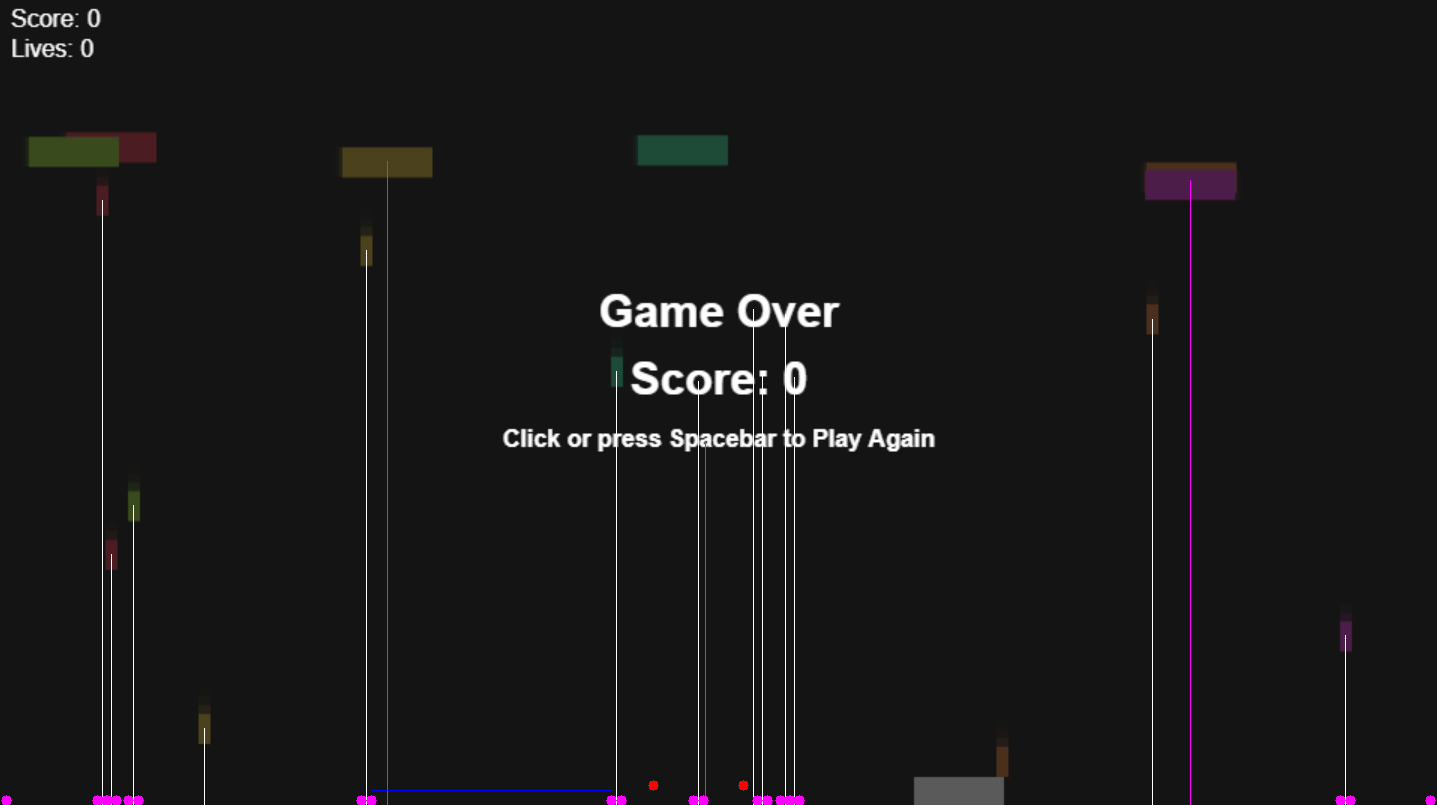 Score: 0
Lives: 0
Game Over
Score: 0
Click or press Spacebar to Play Again